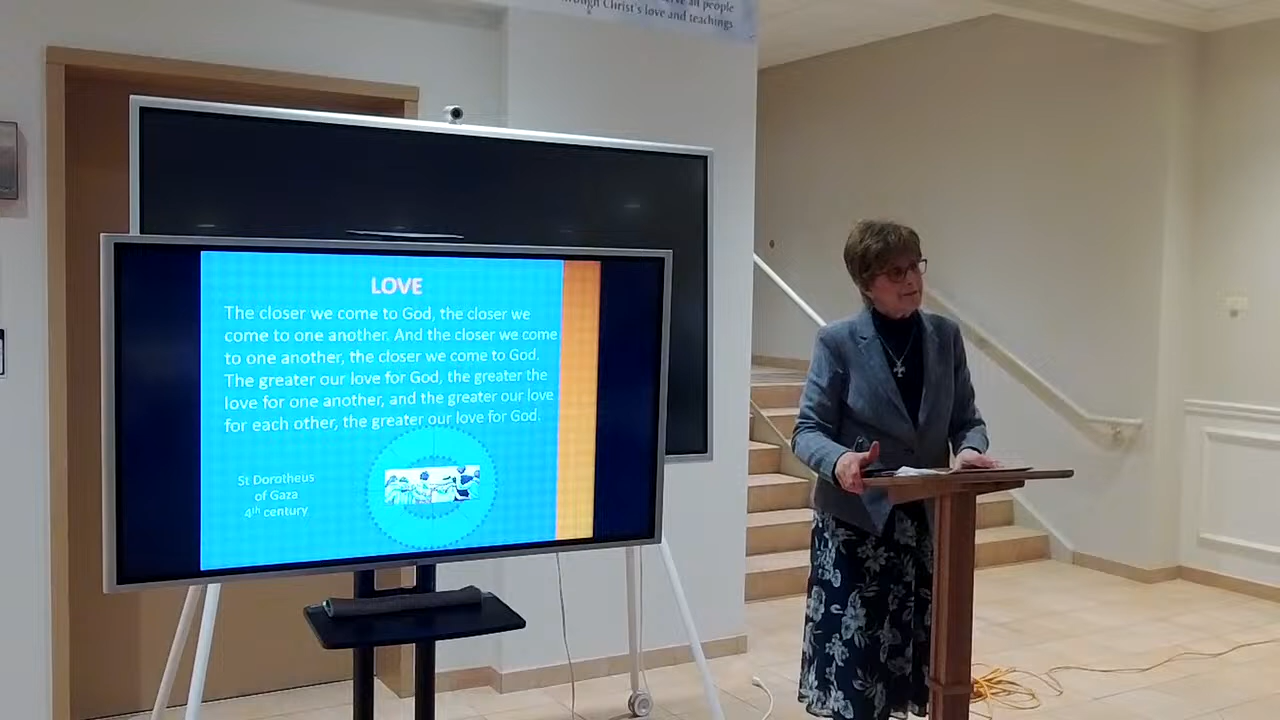 all people
through Christ's love and teachings
LOVE
The closer we come to God, the closer we
come to one another. And the closer we come
to one another, the closer we come to God.
The greater our love for God, the greater the
love for one another, and the greater our love
for each other, the greater our love for God.
St Dorotheus
of Gaza
4th century